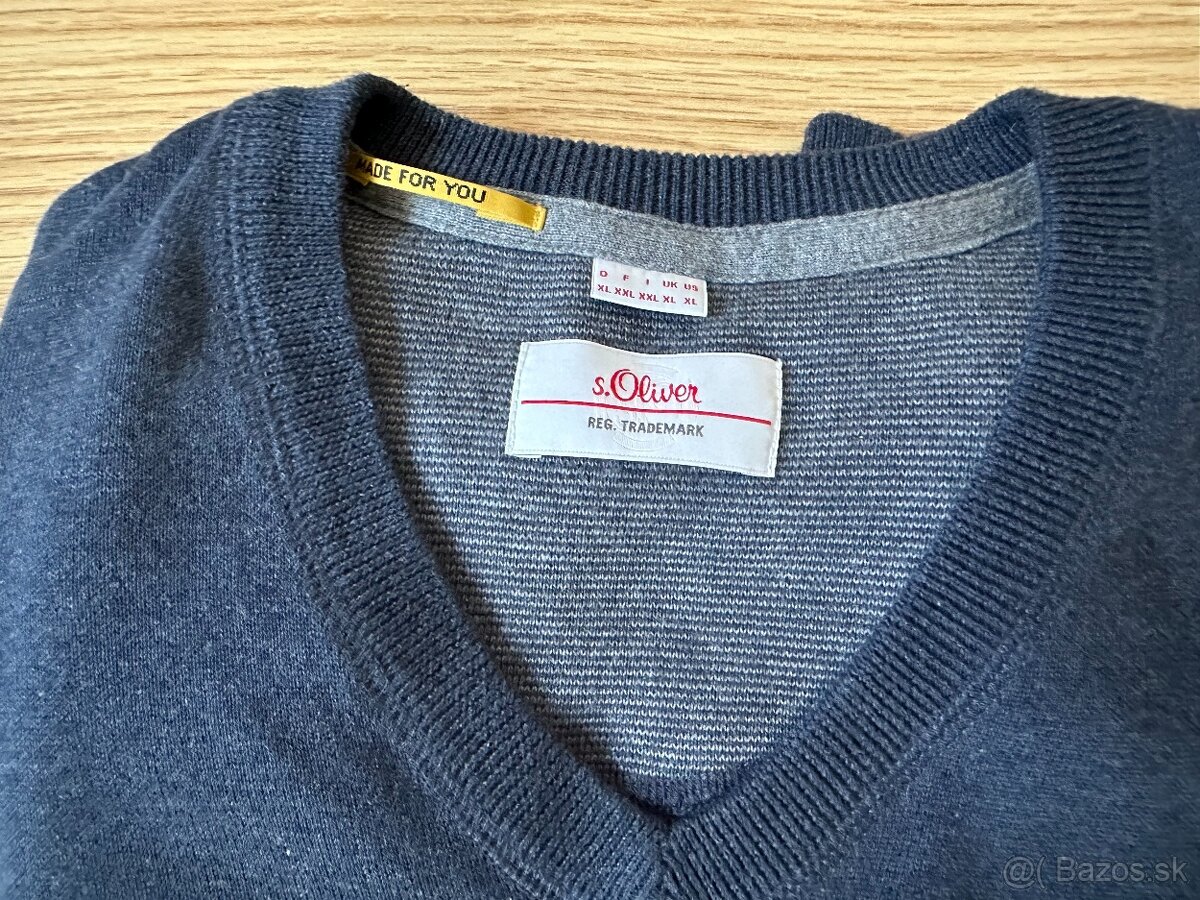 MADE FOR YOU
D F I UK US
XL XXL XXL XL XL
s.Oliver
REG. TRADEMARK
@( Bazos.sk